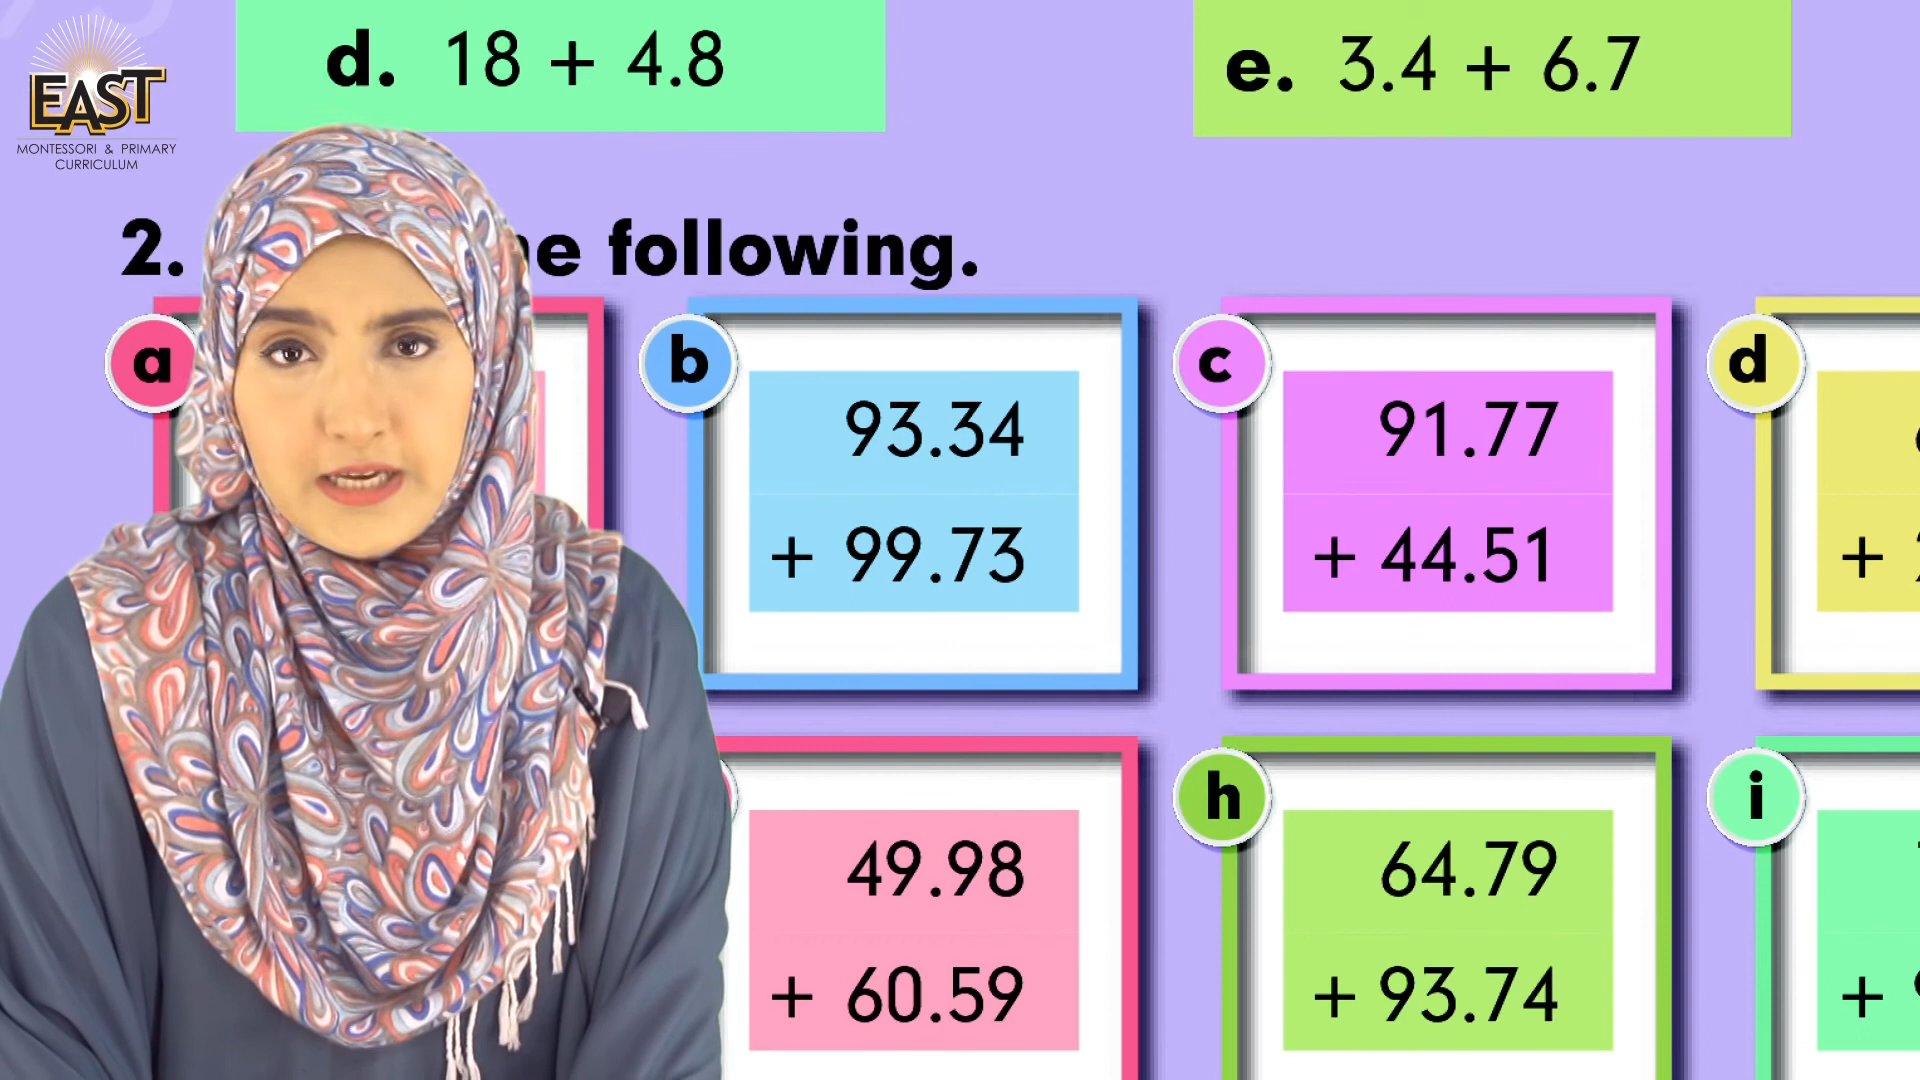 EAST
MONTESSORI & PRIMARY
CURRICULUM
d. 18 + 4.8
e. 3.4 + 6.7
2. following.
a
b
93.34
+ 99.73
c
91.77
+ 44.51
d
+
49.98
+ 60.59
h
64.79
+ 93.74
i
+